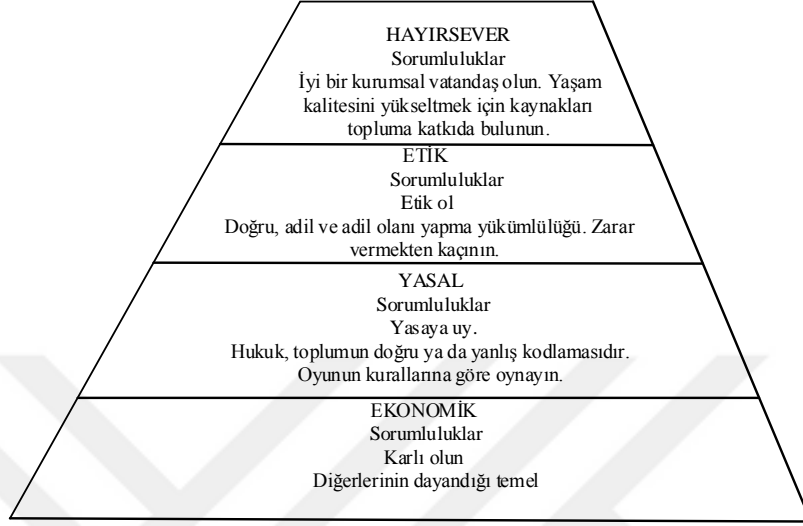 HAYIRSEVER
Sorumluluklar
İyi bir kurumsal vatandaş olun. Yaşam
kalitesini yükseltmek için kaynakları
topluma katkıda bulunun.
ETİK
Sorumluluklar
Etik ol
Doğru, adil ve adil olanı yapma yükümlülüğü. Zarar
vermekten kaçının.
YASAL
Sorumluluklar
Yasaya uy.
Hukuk, toplumun doğru ya da yanlış kodlamasıdır.
Oyunun kurallarına göre oynayın.
EKONOMİK
Sorumluluklar
Karlı olun
Diğerlerinin dayandığı temel